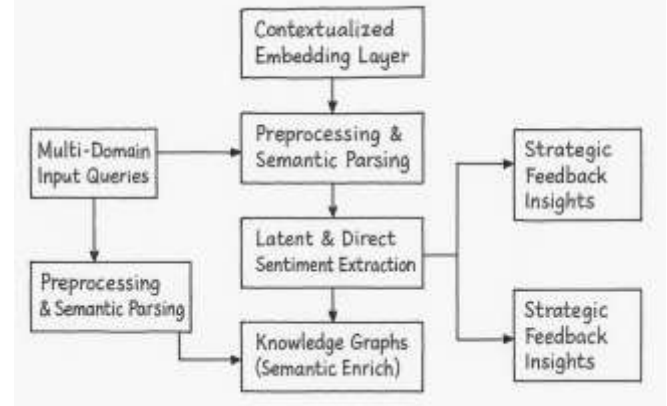 Contextualized
Embedding Layer
Multi-Domain
Input Queries
Preprocessing &
Semantic Parsing
Strategic
Feedback
Insights
Latent & Direct
Sentiment Extraction
Preprocessing
& Semantic Parsing
Knowledge Graphs
(Semantic Enrich)
Strategic
Feedback
Insights